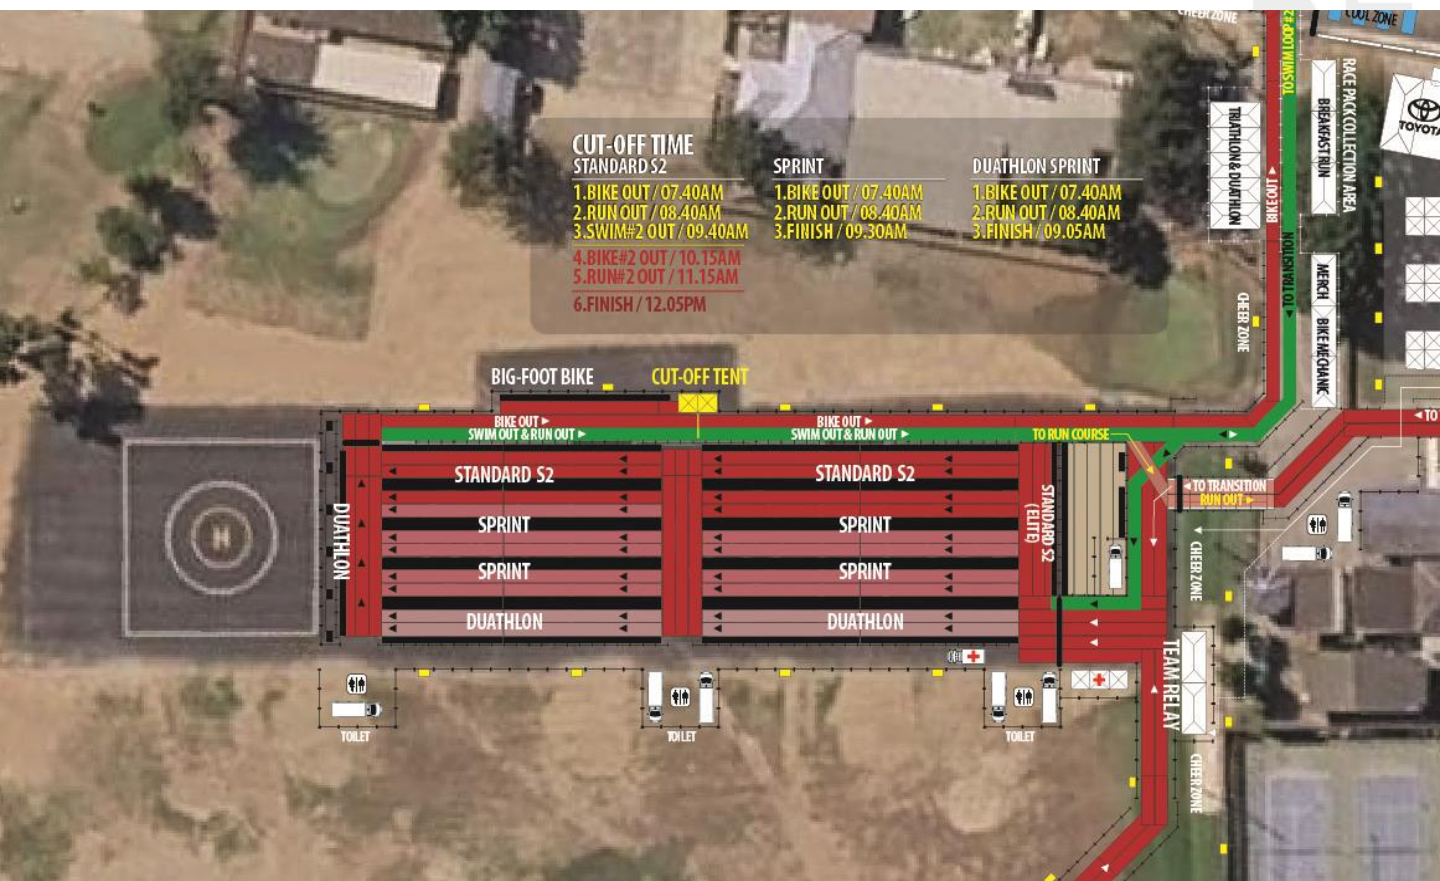 CHEER ZONE
TO SWIM LOOP #2
COOL ZONE
RACE PACK COLLECTION AREA
BREAKFAST RUN
TOYOTA
TRIATHLON & DUATHLON
BIKE OUT ►
◄ TO TRANSITION
MERCH
BIKE MECHANIK
CHEER ZONE
CUT-OFF TIME
STANDARD S2
1.BIKE OUT / 07.40AM
2.RUN OUT / 08.40AM
3.SWIM#2 OUT / 09.40AM
4.BIKE#2 OUT / 10.15AM
5.RUN#2 OUT / 11.15AM
6.FINISH / 12.05PM
SPRINT
1.BIKE OUT / 07.40AM
2.RUN OUT / 08.40AM
3.FINISH / 09.30AM
DUATHLON SPRINT
1.BIKE OUT / 07.40AM
2.RUN OUT / 08.40AM
3.FINISH / 09.05AM
BIG-FOOT BIKE
CUT-OFF TENT
BIKE OUT ►
BIKE OUT ►
SWIM OUT & RUN OUT ►
SWIM OUT & RUN OUT ►
TO RUN COURSE
◄ TO
STANDARD S2
STANDARD S2
◄ TO TRANSITION
RUN OUT ►
DUATHLON
SPRINT
SPRINT
STANDARD S2
(ELITE)
H
SPRINT
SPRINT
CHEER ZONE
DUATHLON
DUATHLON
TEAM RELAY
TOILET
TOILET
TOILET
CHEER ZONE